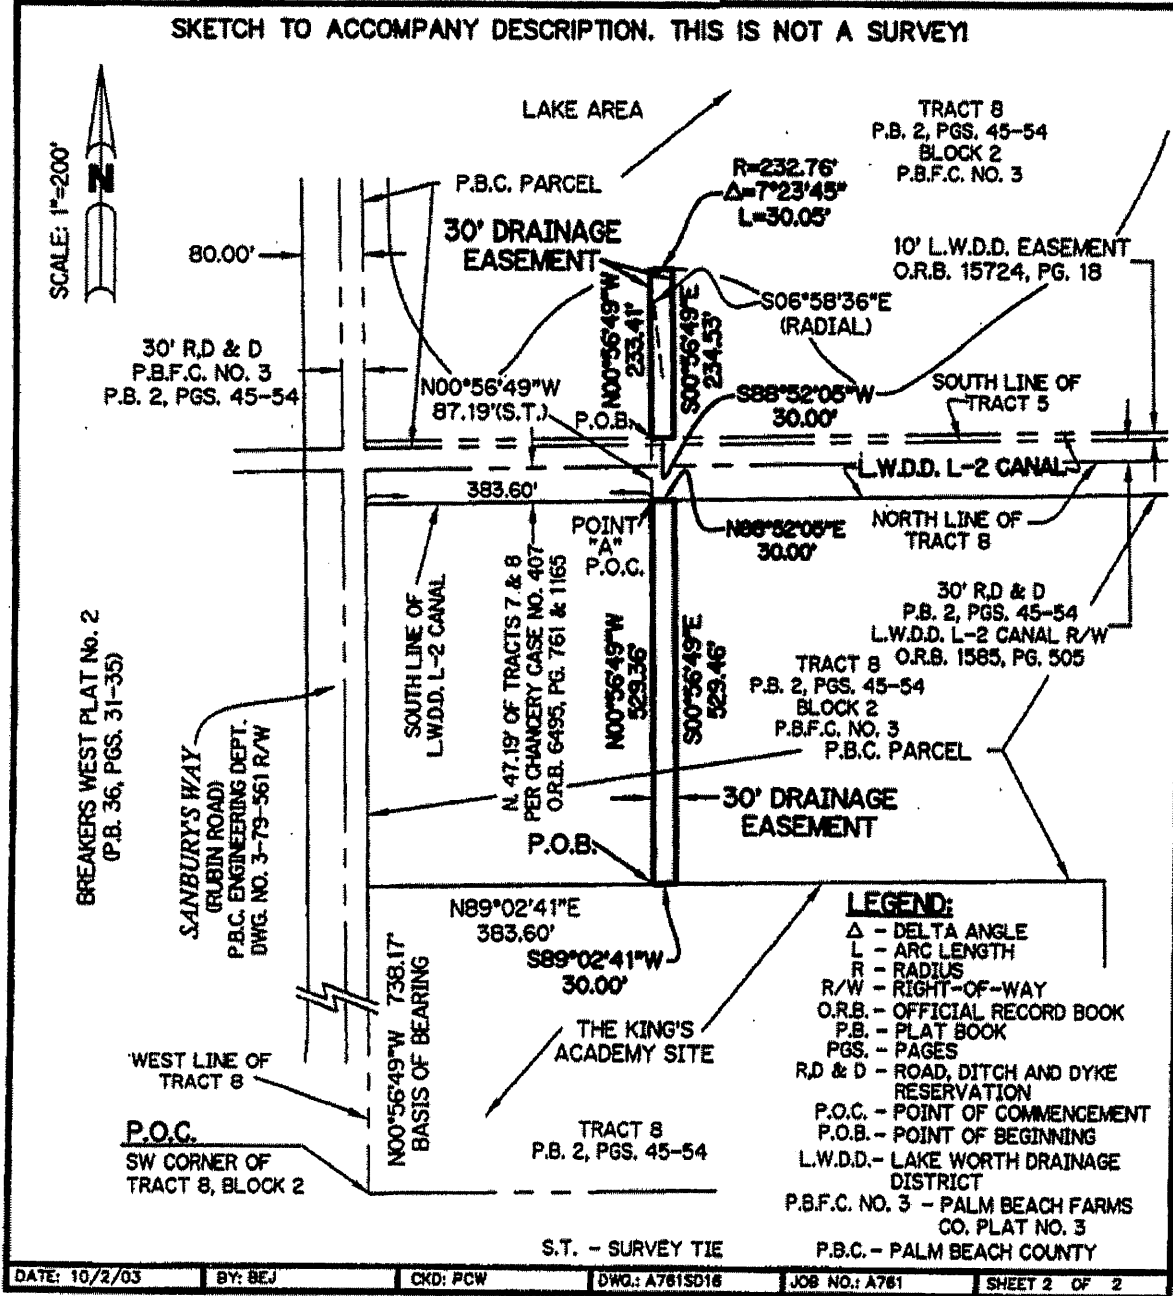 SKETCH TO ACCOMPANY DESCRIPTION. THIS IS NOT A SURVEY!
SCALE: 1"=200'
N
LAKE AREA
TRACT 8
P.B. 2, PGS. 45-54
BLOCK 2
P.B.F.C. NO. 3
P.B.C. PARCEL
R=232.76'
Δ=7°23'45"
L=30.05'
30' DRAINAGE
EASEMENT
80.00'
10' L.W.D.D. EASEMENT
O.R.B. 15724, PG. 18
N00°56'49"W
233.41'
S00°56'49"E
234.53'
S06°58'36"E
(RADIAL)
30' R,D & D
P.B.F.C. NO. 3
P.B. 2, PGS. 45-54
N00°56'49"W
87.19'(S.T.)
P.O.B.
S88°52'05"W
30.00'
SOUTH LINE OF
TRACT 5
L.W.D.D. L-2 CANAL
383.60'
POINT
"A"
P.O.C.
N88°52'05"E
30.00'
NORTH LINE OF
TRACT 8
SOUTH LINE OF
L.W.D.D. L-2 CANAL
N. 47.19' OF TRACTS 7 & 8
PER CHANCERY CASE NO. 407
O.R.B. 6495, PG. 761 & 1165
N00°56'49"W
529.36'
S00°56'49"E
529.46'
30' R,D & D
P.B. 2, PGS. 45-54
L.W.D.D. L-2 CANAL R/W
O.R.B. 1585, PG. 505
TRACT 8
P.B. 2, PGS. 45-54
BLOCK 2
P.B.F.C. NO. 3
P.B.C. PARCEL
BREAKERS WEST PLAT No. 2
(P.B. 36, PGS. 31-35)
SANBURY'S WAY
(RUBIN ROAD)
P.B.C. ENGINEERING DEPT.
DWG. NO. 3-79-561 R/W
30' DRAINAGE
EASEMENT
P.O.B.
N89°02'41"E
383.60'
S89°02'41"W
30.00'
N00°56'49"W 738.17'
BASIS OF BEARING
THE KING'S
ACADEMY SITE
WEST LINE OF
TRACT 8
P.O.C.
SW CORNER OF
TRACT 8, BLOCK 2
TRACT 8
P.B. 2, PGS. 45-54
LEGEND:
Δ - DELTA ANGLE
L - ARC LENGTH
R - RADIUS
R/W - RIGHT-OF-WAY
O.R.B. - OFFICIAL RECORD BOOK
P.B. - PLAT BOOK
PGS. - PAGES
R,D & D - ROAD, DITCH AND DYKE
RESERVATION
P.O.C. - POINT OF COMMENCEMENT
P.O.B. - POINT OF BEGINNING
L.W.D.D.- LAKE WORTH DRAINAGE
DISTRICT
P.B.F.C. NO. 3 - PALM BEACH FARMS
CO. PLAT NO. 3
S.T. - SURVEY TIE
P.B.C. - PALM BEACH COUNTY
DATE: 10/2/03
BY: BEJ
CKD: PCW
DWG.: A761SD16
JOB NO.: A761
SHEET 2 OF 2